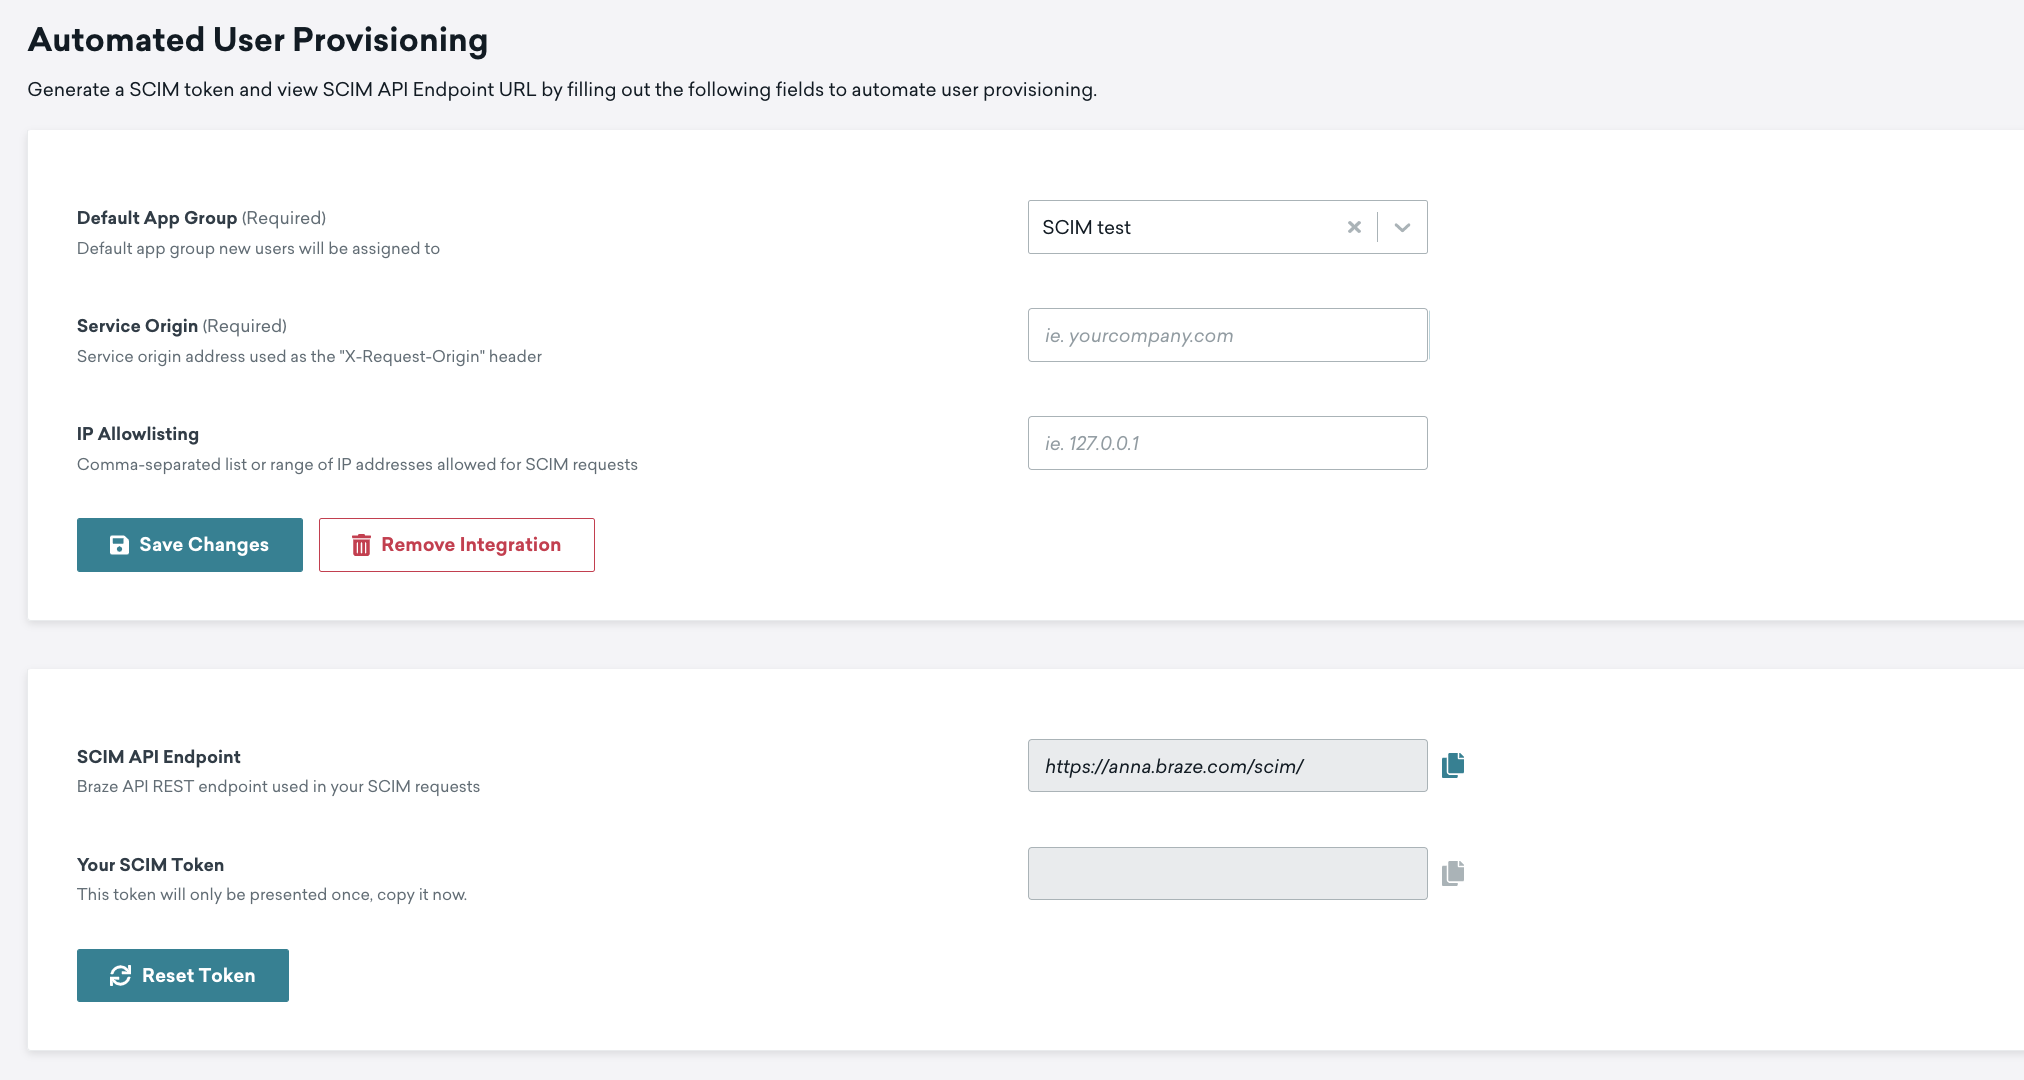 Automated User Provisioning
Generate a SCIM token and view SCIM API Endpoint URL by filling out the following fields to automate user provisioning.
Default App Group (Required)
Default app group new users will be assigned to
SCIM test
Service Origin (Required)
Service origin address used as the "X-Request-Origin" header
ie. yourcompany.com
IP Allowlisting
Comma-separated list or range of IP addresses allowed for SCIM requests
ie. 127.0.0.1
Save Changes
Remove Integration
SCIM API Endpoint
Braze API REST endpoint used in your SCIM requests
https://anna.braze.com/scim/
Your SCIM Token
This token will only be presented once, copy it now.
Reset Token